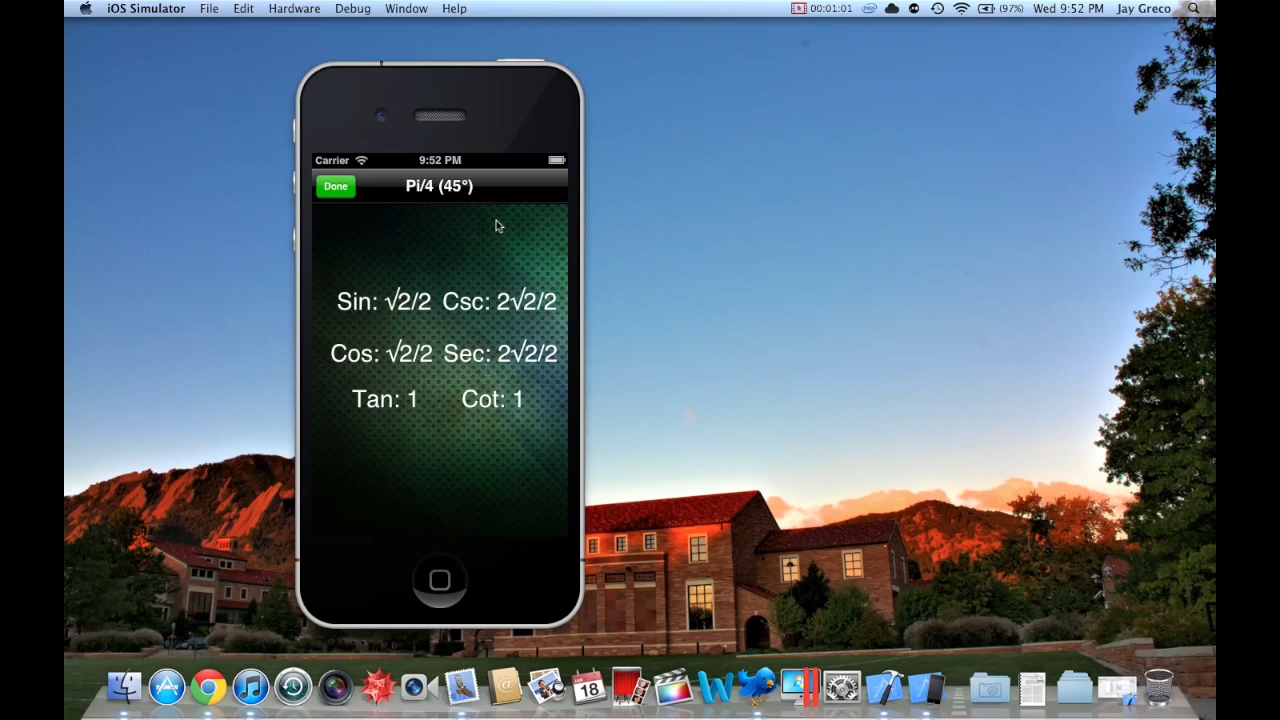 iOS Simulator File Edit Hardware Debug Window Help 00:01:01 (97%) Wed 9:52 PM Jay Greco
Carrier 9:52 PM
Done Pi/4 (45°)
Sin: √2/2 Csc: 2√2/2
Cos: √2/2 Sec: 2√2/2
Tan: 1 Cot: 1
JAN
18